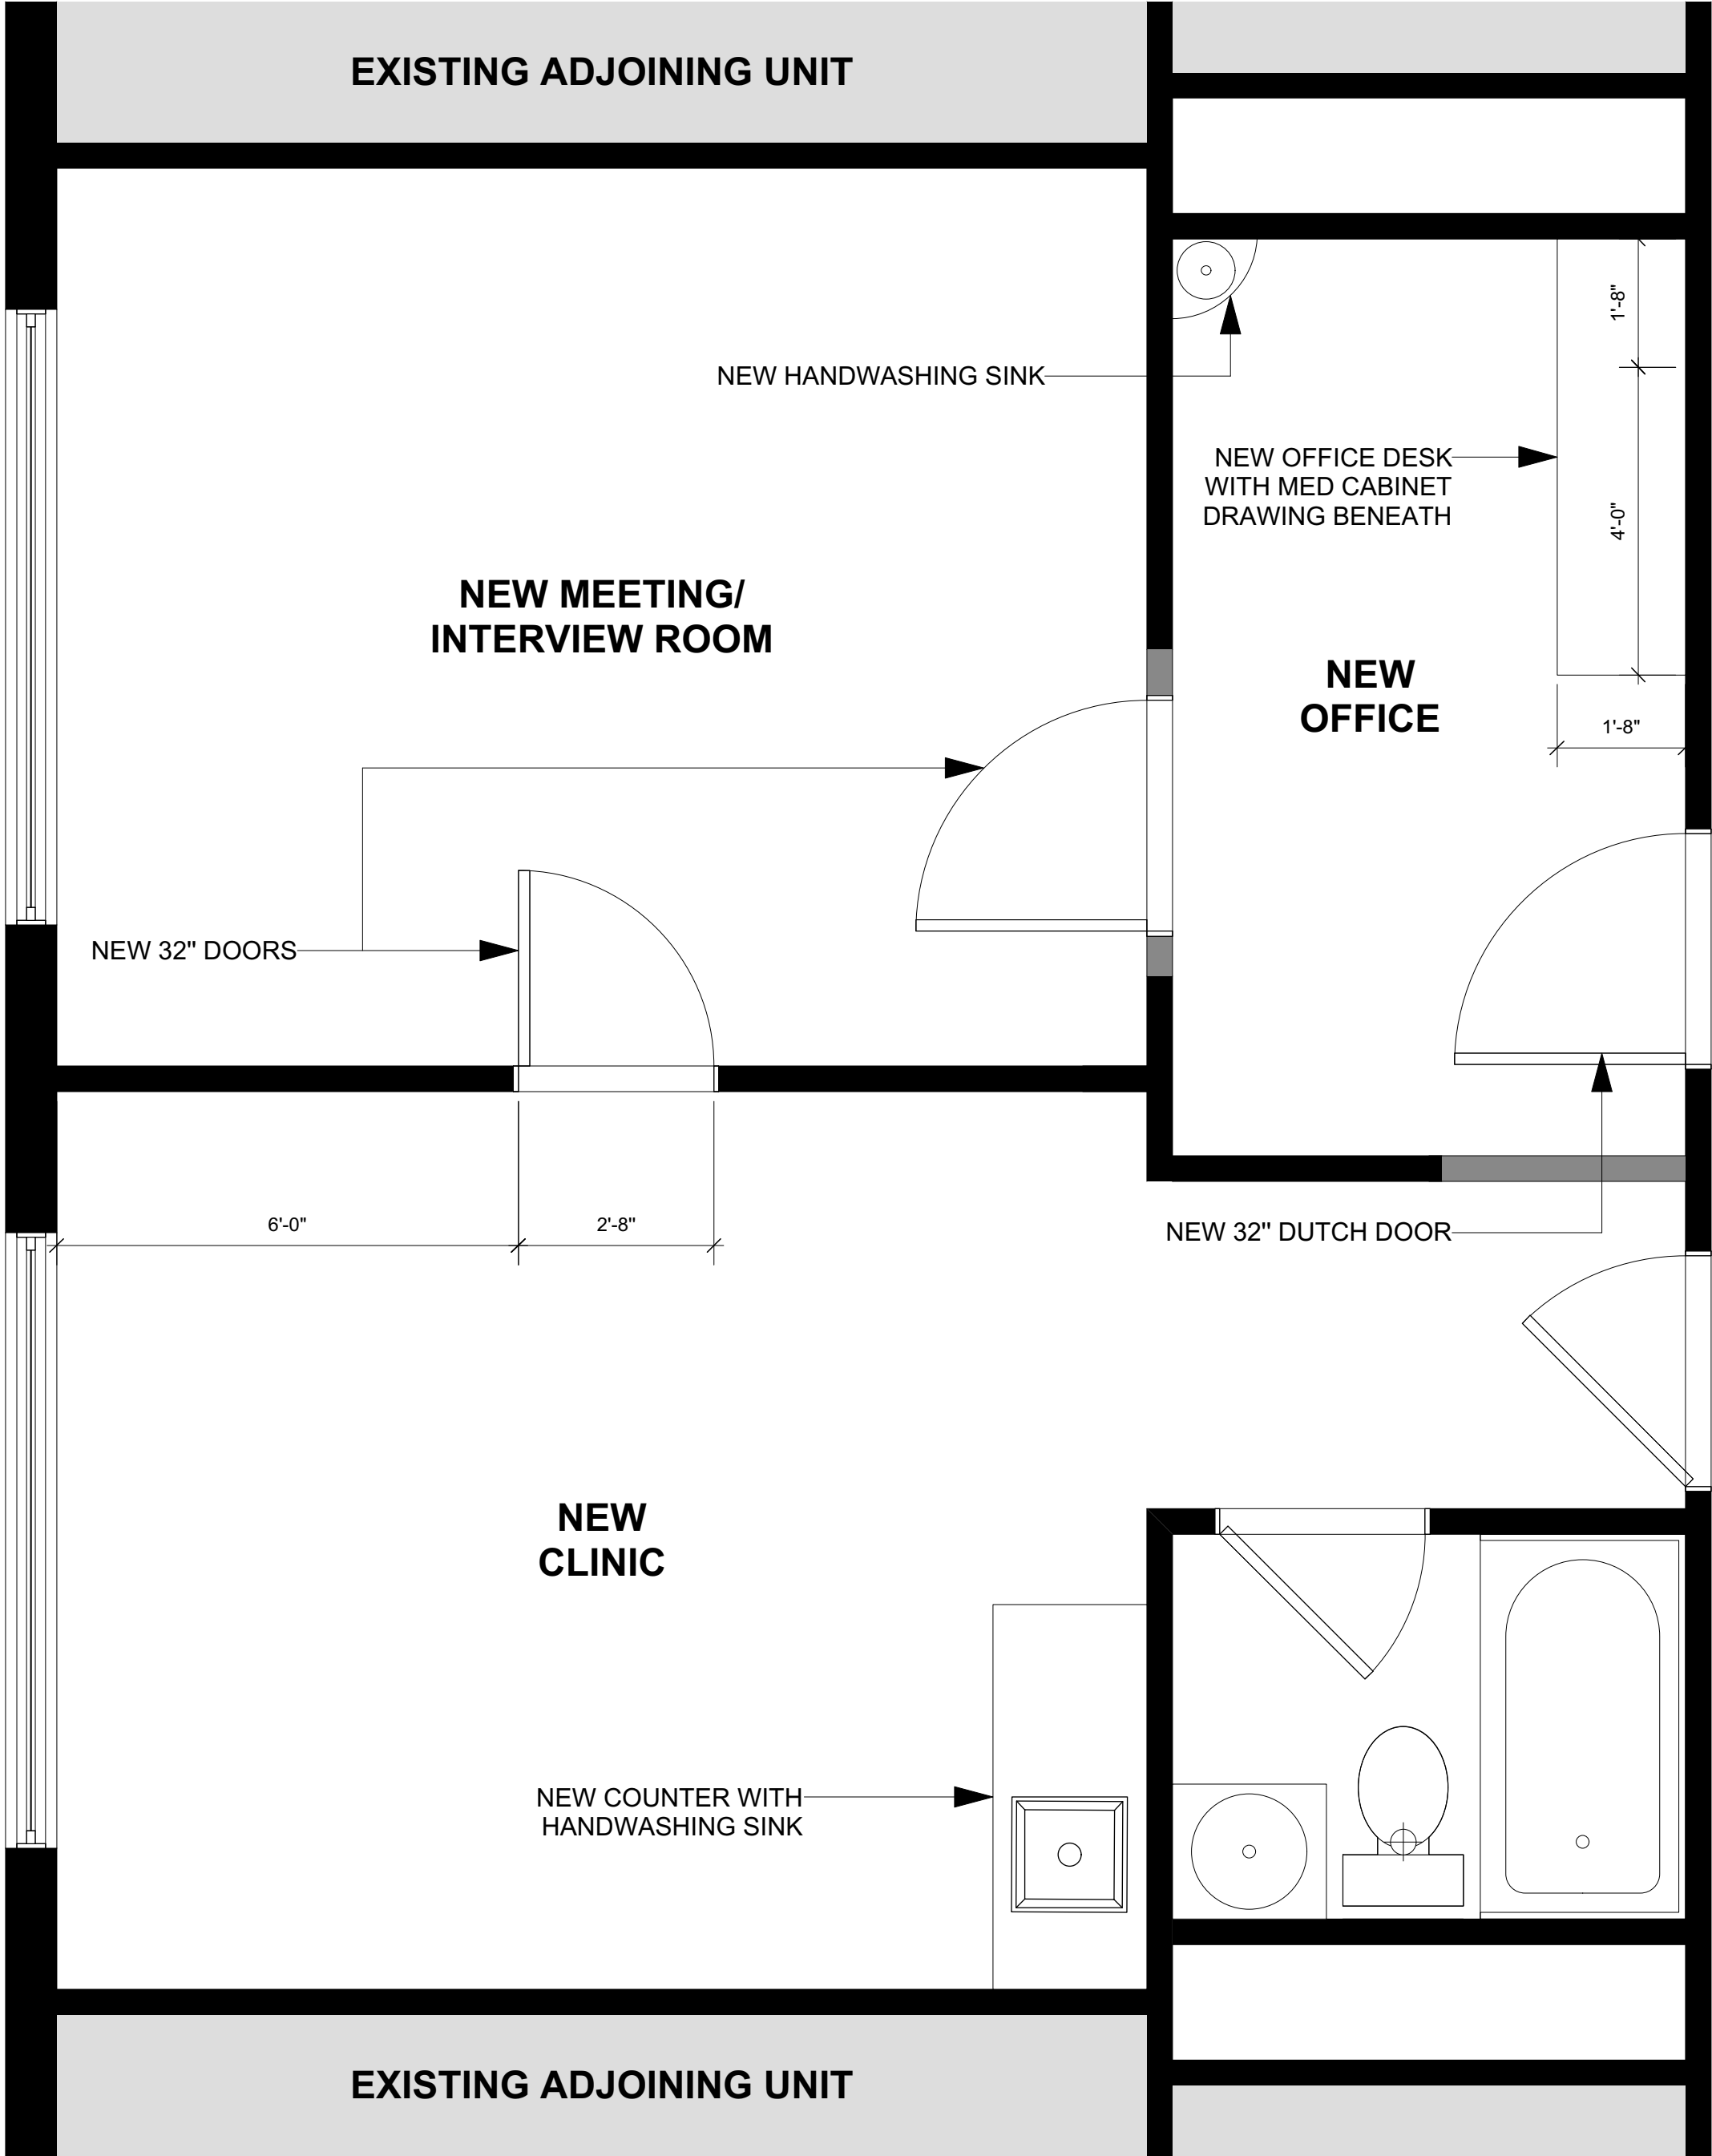 EXISTING ADJOINING UNIT
1'-8"
NEW HANDWASHING SINK
NEW OFFICE DESK
WITH MED CABINET
DRAWING BENEATH
4'-0"
NEW MEETING/
INTERVIEW ROOM
NEW
OFFICE
1'-8"
NEW 32" DOORS
6'-0"
2'-8"
NEW 32" DUTCH DOOR
NEW
CLINIC
NEW COUNTER WITH
HANDWASHING SINK
EXISTING ADJOINING UNIT